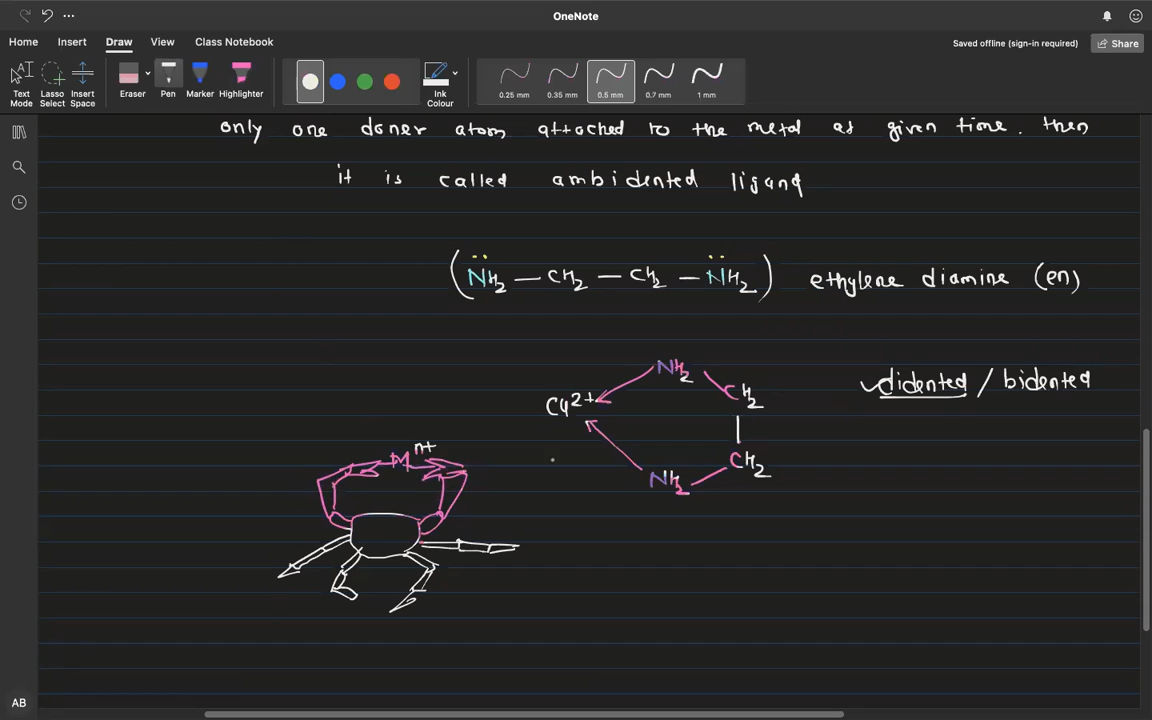 OneNote
Home Insert Draw View Class Notebook
Saved offline (sign-in required) Share
Text Mode
Lasso Select
Insert Space
Eraser
Pen
Marker
Highlighter
Ink Colour
0.25 mm 0.35 mm 0.5 mm 0.7 mm 1 mm
only one doner atom attached to the metal at given time. then
it is called ambidented ligand
(N̈H2 — CH2 — CH2 — N̈H2) ethylene diamine (en)
NH2
CH2
didented / bidented
Cu2+
Mn+
CH2
NH2
AB